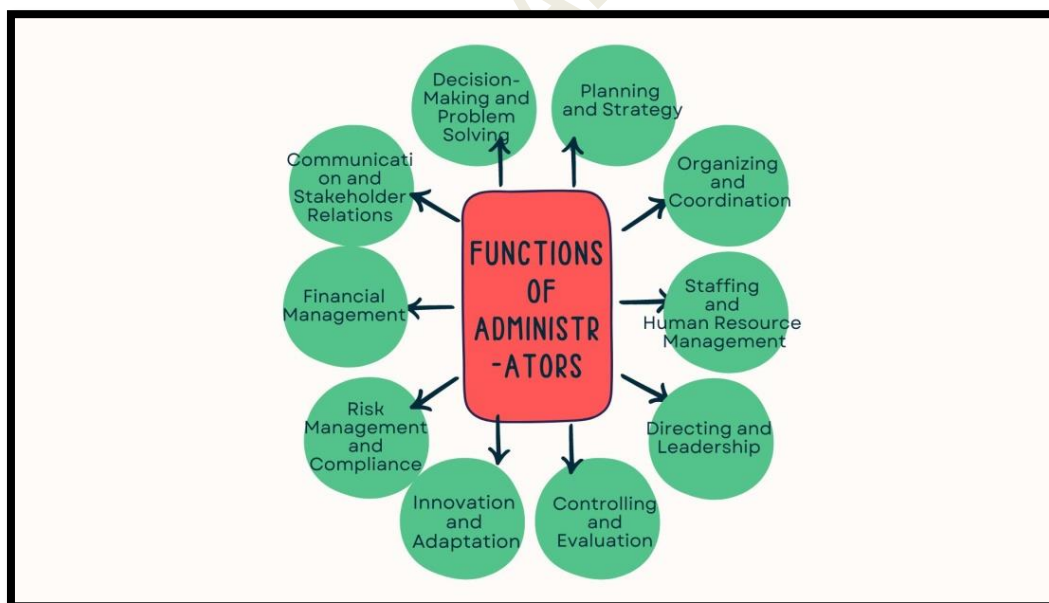 Decision-
Making and
Problem
Solving
Planning
and Strategy
Communicati
on and
Stakeholder
Relations
Organizing
and
Coordination
FUNCTIONS
OF
ADMINISTR
-ATORS
Financial
Management
Staffing
and
Human Resource
Management
Risk
Management
and
Compliance
Directing and
Leadership
Innovation
and
Adaptation
Controlling
and
Evaluation